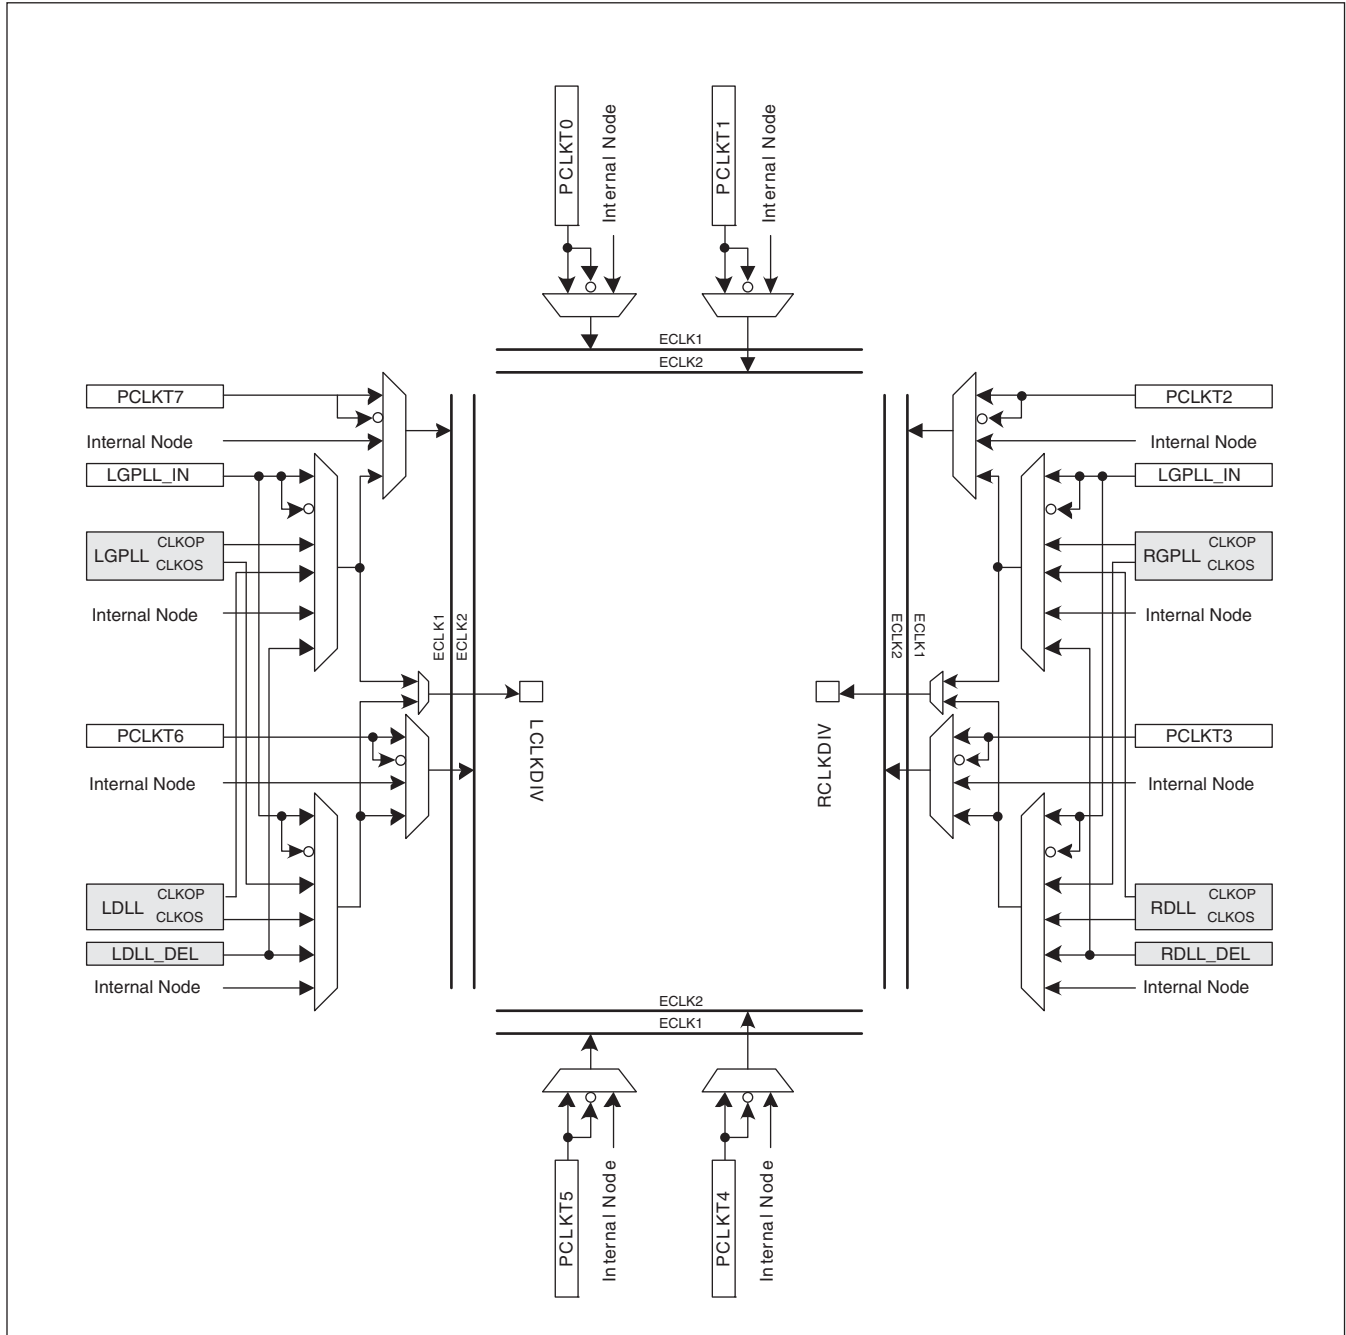 PCLKT0
Internal Node
PCLKT1
Internal Node
ECLK1
ECLK2
PCLKT7
Internal Node
LGPLL_IN
LGPLL
CLKOP
CLKOS
Internal Node
PCLKT6
Internal Node
LDLL
CLKOP
CLKOS
LDLL_DEL
Internal Node
ECLK1
ECLK2
LCLKDIV
RCLKDIV
ECLK2
ECLK1
PCLKT2
Internal Node
LGPLL_IN
RGPLL
CLKOP
CLKOS
Internal Node
PCLKT3
Internal Node
RDLL
CLKOP
CLKOS
RDLL_DEL
Internal Node
ECLK2
ECLK1
PCLKT5
Internal Node
PCLKT4
Internal Node